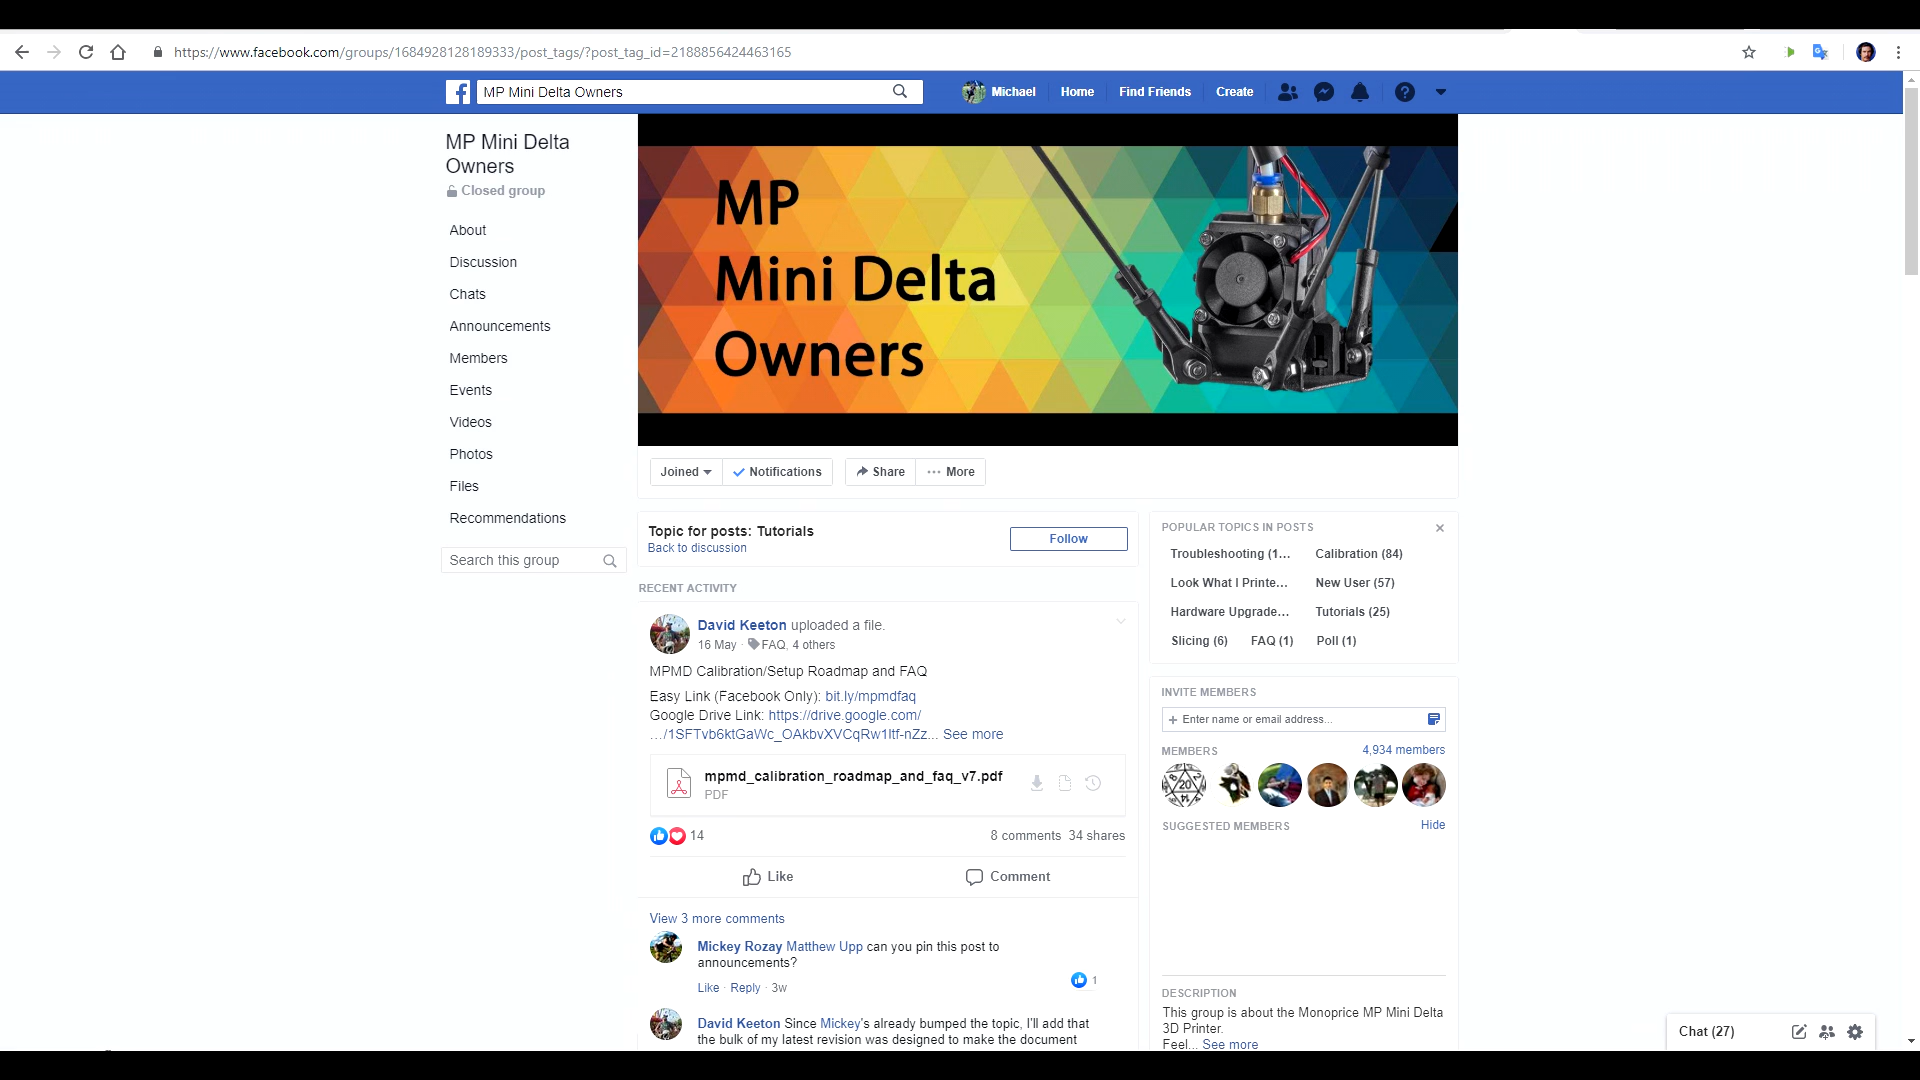 https://www.facebook.com/groups/1684928128189333/post_tags/?post_tag_id=2188856424463165
MP Mini Delta Owners
Michael
Home
Find Friends
Create
MP Mini Delta
Owners
Closed group
About
Discussion
Chats
Announcements
Members
Events
Videos
Photos
Files
Recommendations
Search this group
MP
Mini Delta
Owners
Joined
Notifications
Share
More
Topic for posts: Tutorials
Back to discussion
Follow
RECENT ACTIVITY
David Keeton uploaded a file.
16 May · FAQ, 4 others
MPMD Calibration/Setup Roadmap and FAQ
Easy Link (Facebook Only): bit.ly/mpmdfaq
Google Drive Link: https://drive.google.com/
…/1SFTvb6ktGaWc_OAkbvXVCqRw1Itf-nZz... See more
mpmd_calibration_roadmap_and_faq_v7.pdf
PDF
14
8 comments 34 shares
Like
Comment
View 3 more comments
Mickey Rozay Matthew Upp can you pin this post to
announcements?
1
Like · Reply · 3w
David Keeton Since Mickey's already bumped the topic, I'll add that
the bulk of my latest revision was designed to make the document
POPULAR TOPICS IN POSTS
Troubleshooting (1...
Calibration (84)
Look What I Printe...
New User (57)
Hardware Upgrade...
Tutorials (25)
Slicing (6)
FAQ (1)
Poll (1)
INVITE MEMBERS
+ Enter name or email address...
MEMBERS
4,934 members
20
SUGGESTED MEMBERS
Hide
DESCRIPTION
This group is about the Monoprice MP Mini Delta
3D Printer.
Feel... See more
Chat (27)